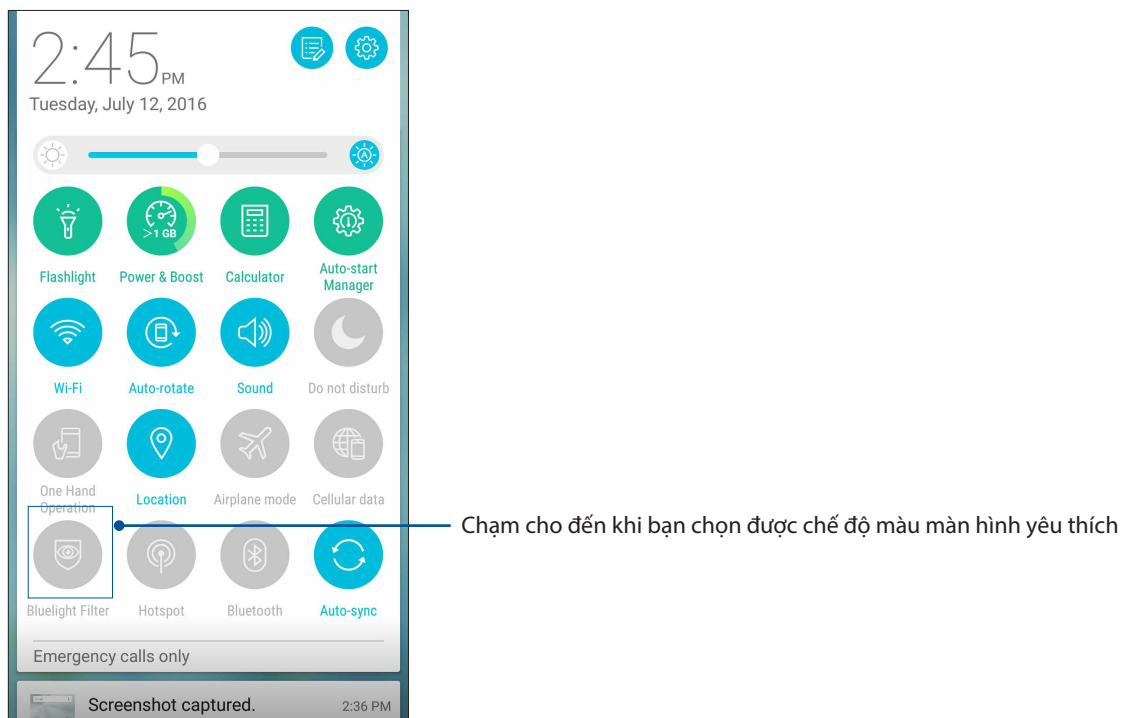 2:45 PM
Tuesday, July 12, 2016
A
>1 GB
Flashlight
Power & Boost
Calculator
Auto-start
Manager
Wi-Fi
Auto-rotate
Sound
Do not disturb
One Hand
Operation
Location
Airplane mode
Cellular data
Chạm cho đến khi bạn chọn được chế độ màu màn hình yêu thích
Bluelight Filter
Hotspot
Bluetooth
Auto-sync
Emergency calls only
Screenshot captured.
2:36 PM